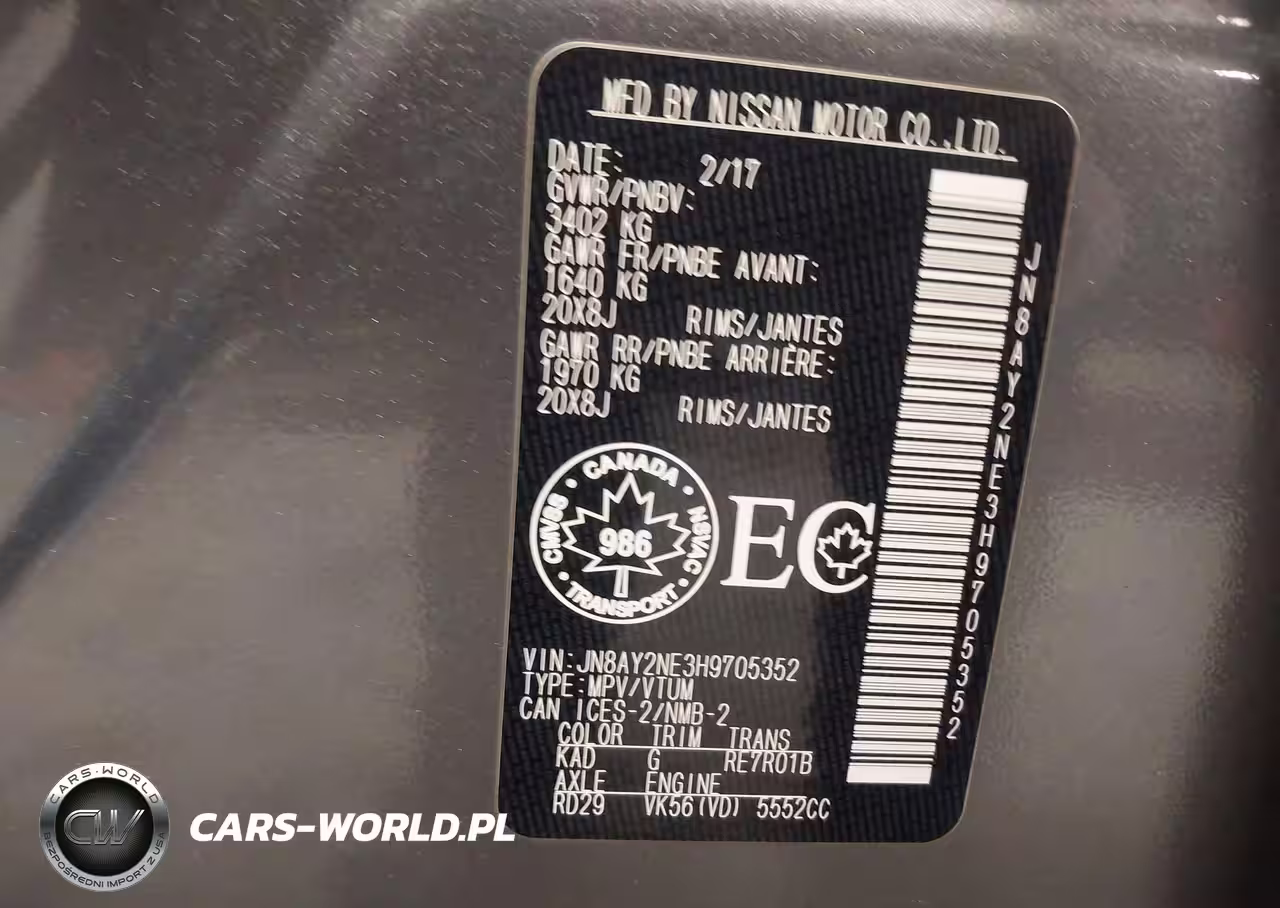 MFD BY NISSAN MOTOR CO.,LTD.
DATE: 2/17
GVWR/PNBV:
3402 KG
GAWR FR/PNBE AVANT:
1640 KG
20X8J RIMS/JANTES
GAWR RR/PNBE ARRIÈRE:
1970 KG
20X8J RIMS/JANTES
CANADA
CMVSS 986 NSVAC
TRANSPORT
EC
JN8AY2NE3H9705352
VIN:JN8AY2NE3H9705352
TYPE:MPV/VTUM
CAN ICES-2/NMB-2
COLOR TRIM TRANS
KAD G RE7R01B
AXLE ENGINE
RD29 VK56(VD) 5552CC
CARS-WORLD
CW
BEZPOŚREDNI IMPORT Z USA
CARS-WORLD.PL